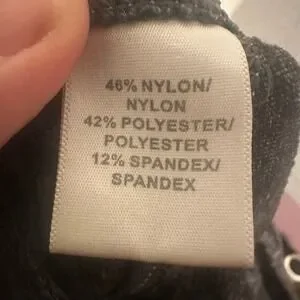 46% NYLON/
NYLON
42% POLYESTER/
POLYESTER
12% SPANDEX/
SPANDEX